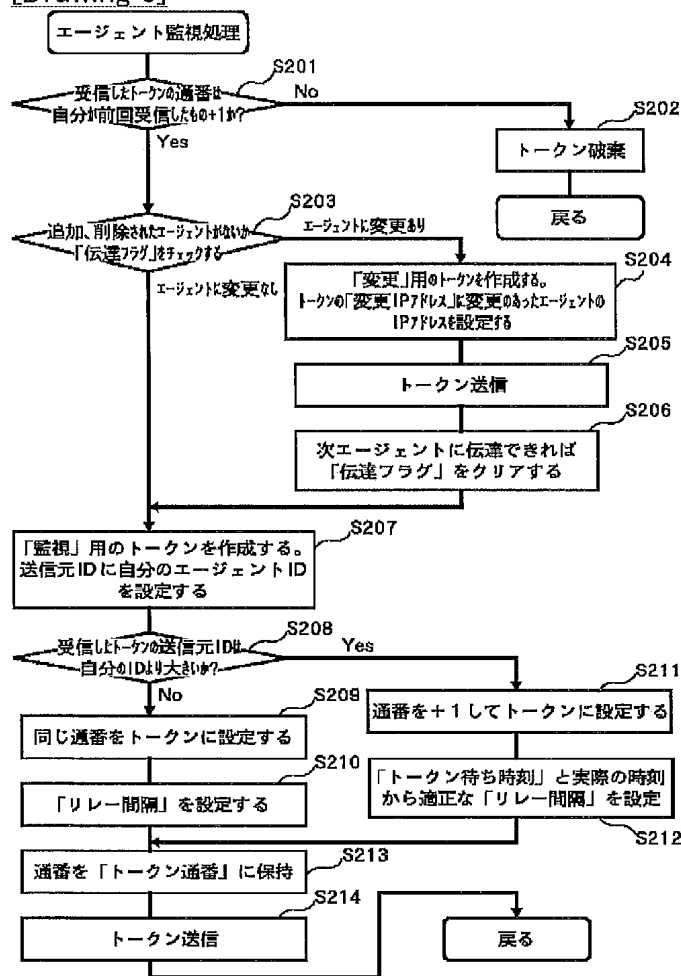 [Drawing 6]
エージェント監視処理
S201
受信したトークンの通番は
自分が前回受信したもの+1か?
No
Yes
S202
トークン破棄
戻る
S203
追加、削除されたエージェントがないか
「伝達フラグ」をチェックする
エージェントに変更あり
エージェントに変更なし
S204
「変更」用のトークンを作成する。
トークンの「変更IPアドレス」に変更のあったエージェントの
IPアドレスを設定する
S205
トークン送信
S206
次エージェントに伝達できれば
「伝達フラグ」をクリアする
S207
「監視」用のトークンを作成する。
送信元IDに自分のエージェントID
を設定する
S208
受信したトークンの送信元IDは
自分のIDより大きいか?
Yes
No
S209
同じ通番をトークンに設定する
S210
「リレー間隔」を設定する
S211
通番を+1してトークンに設定する
「トークン待ち時刻」と実際の時刻
から適正な「リレー間隔」を設定
S212
S213
通番を「トークン通番」に保持
S214
トークン送信
戻る